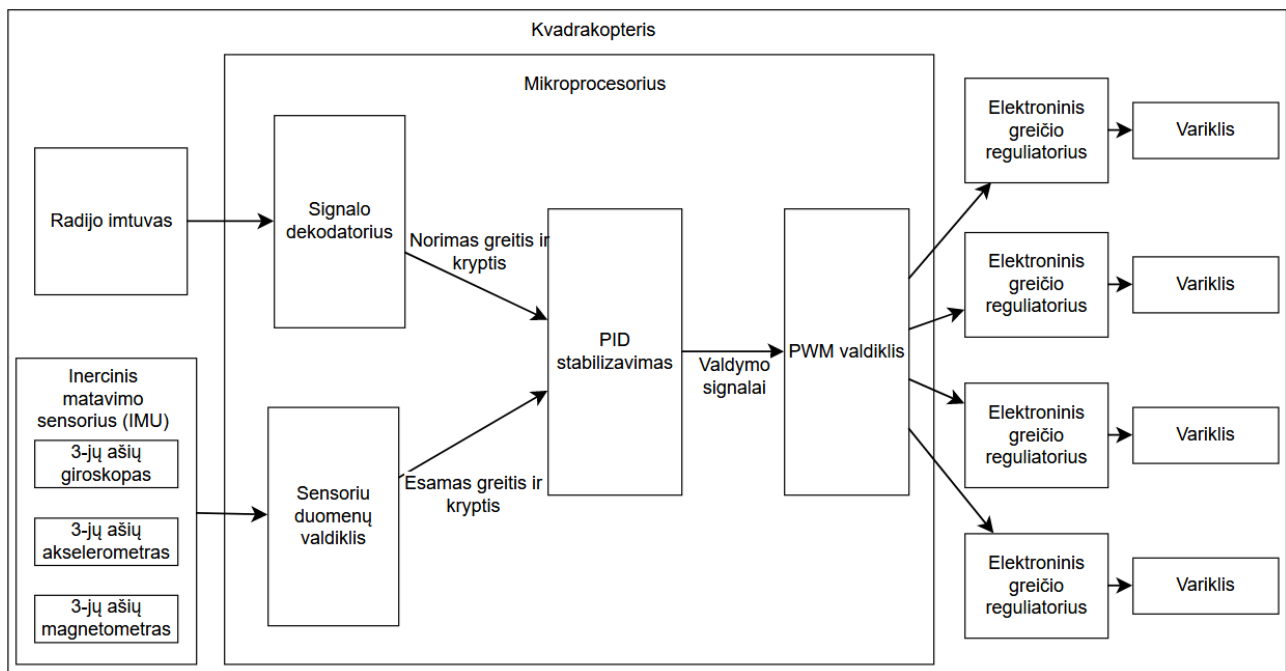 Kvadrakopteris
Mikroprocesorius
Radijo imtuvas
Signalo
dekodatorius
Norimas greitis ir
kryptis
Inercinis
matavimo
sensorius (IMU)
3-jų ašių
giroskopas
3-jų ašių
akselerometras
3-jų ašių
magnetometras
Sensoriu
duomenų
valdiklis
Esamas greitis ir
kryptis
PID
stabilizavimas
Valdymo
signalai
PWM valdiklis
Elektroninis
greičio
reguliatorius
Variklis
Elektroninis
greičio
reguliatorius
Variklis
Elektroninis
greičio
reguliatorius
Variklis
Elektroninis
greičio
reguliatorius
Variklis